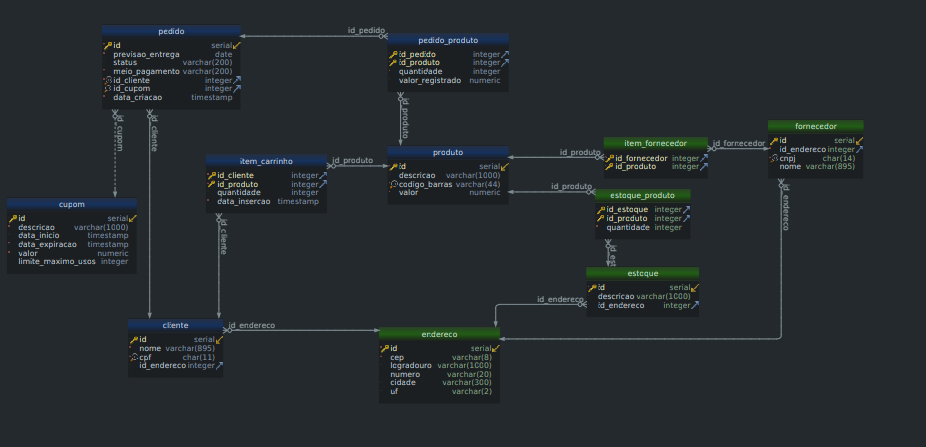 pedido
id serial
previsao_entrega date
status varchar(200)
meio_pagamento varchar(200)
id_cliente integer
id_cupom integer
data_criacao timestamp
id_pedido
pedido_produto
id_pedido integer
id_produto integer
quantidade integer
valor_registrado numeric
id_cupom
id_cliente
id_produto
produto
id serial
descricao varchar(1000)
codigo_barras varchar(44)
valor numeric
item_carrinho
id_cliente integer
id_produto integer
quantidade integer
data_insercao timestamp
id_produto
id_produto
item_fornecedor
id_fornecedor integer
id_produto integer
id_fornecedor
fornecedor
id serial
id_endereco integer
cnpj char(14)
nome varchar(895)
id_produto
estoque_produto
id_estoque integer
id_produto integer
quantidade integer
id_endereco
cupom
id serial
descricao varchar(1000)
data_inicio timestamp
data_expiracao timestamp
valor numeric
limite_maximo_usos integer
id_cliente
id_est
estoque
id serial
descricao varchar(1000)
id_endereco integer
id_endereco
cliente
id serial
nome varchar(895)
cpf char(11)
id_endereco integer
id_endereco
endereco
id serial
cep varchar(8)
logradouro varchar(1000)
numero varchar(20)
cidade varchar(300)
uf varchar(2)